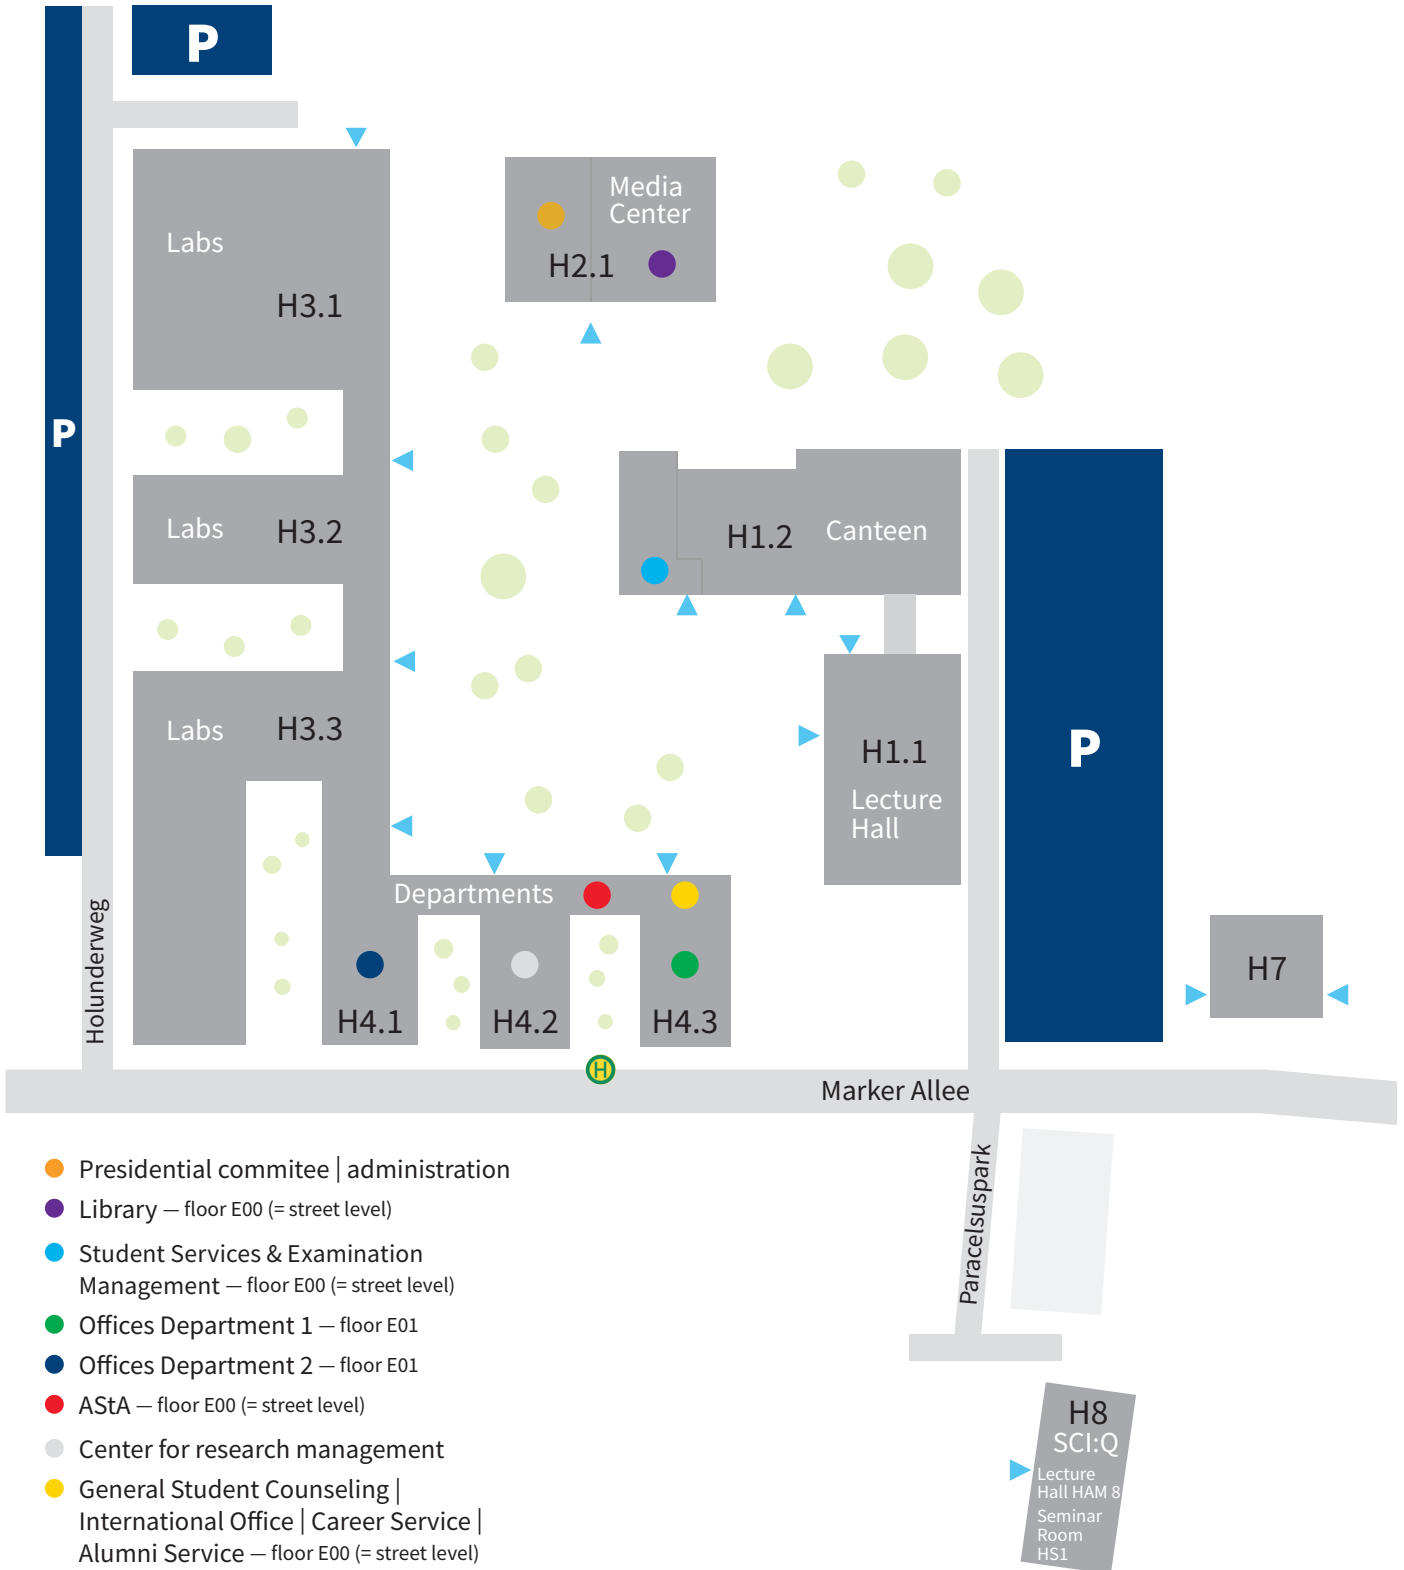 P
Media
Center
Labs
H2.1
H3.1
P
Labs
H3.2
H1.2
Canteen
Labs
H3.3
H1.1
P
Lecture
Hall
Departments
Holunderweg
H7
H4.1
H4.2
H4.3
H
Marker Allee
Paracelsuspark
Presidential commitee | administration
Library — floor E00 (= street level)
Student Services & Examination
Management — floor E00 (= street level)
Offices Department 1 — floor E01
Offices Department 2 — floor E01
AStA — floor E00 (= street level)
Center for research management
General Student Counseling |
International Office | Career Service |
Alumni Service — floor E00 (= street level)
H8
SCI:Q
Lecture
Hall HAM 8
Seminar
Room
HS1